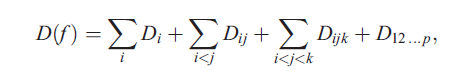 D(f) = ∑_i D_i + ∑_{i<j} D_{ij} + ∑_{i<j<k} D_{ijk} + D_{12...p},